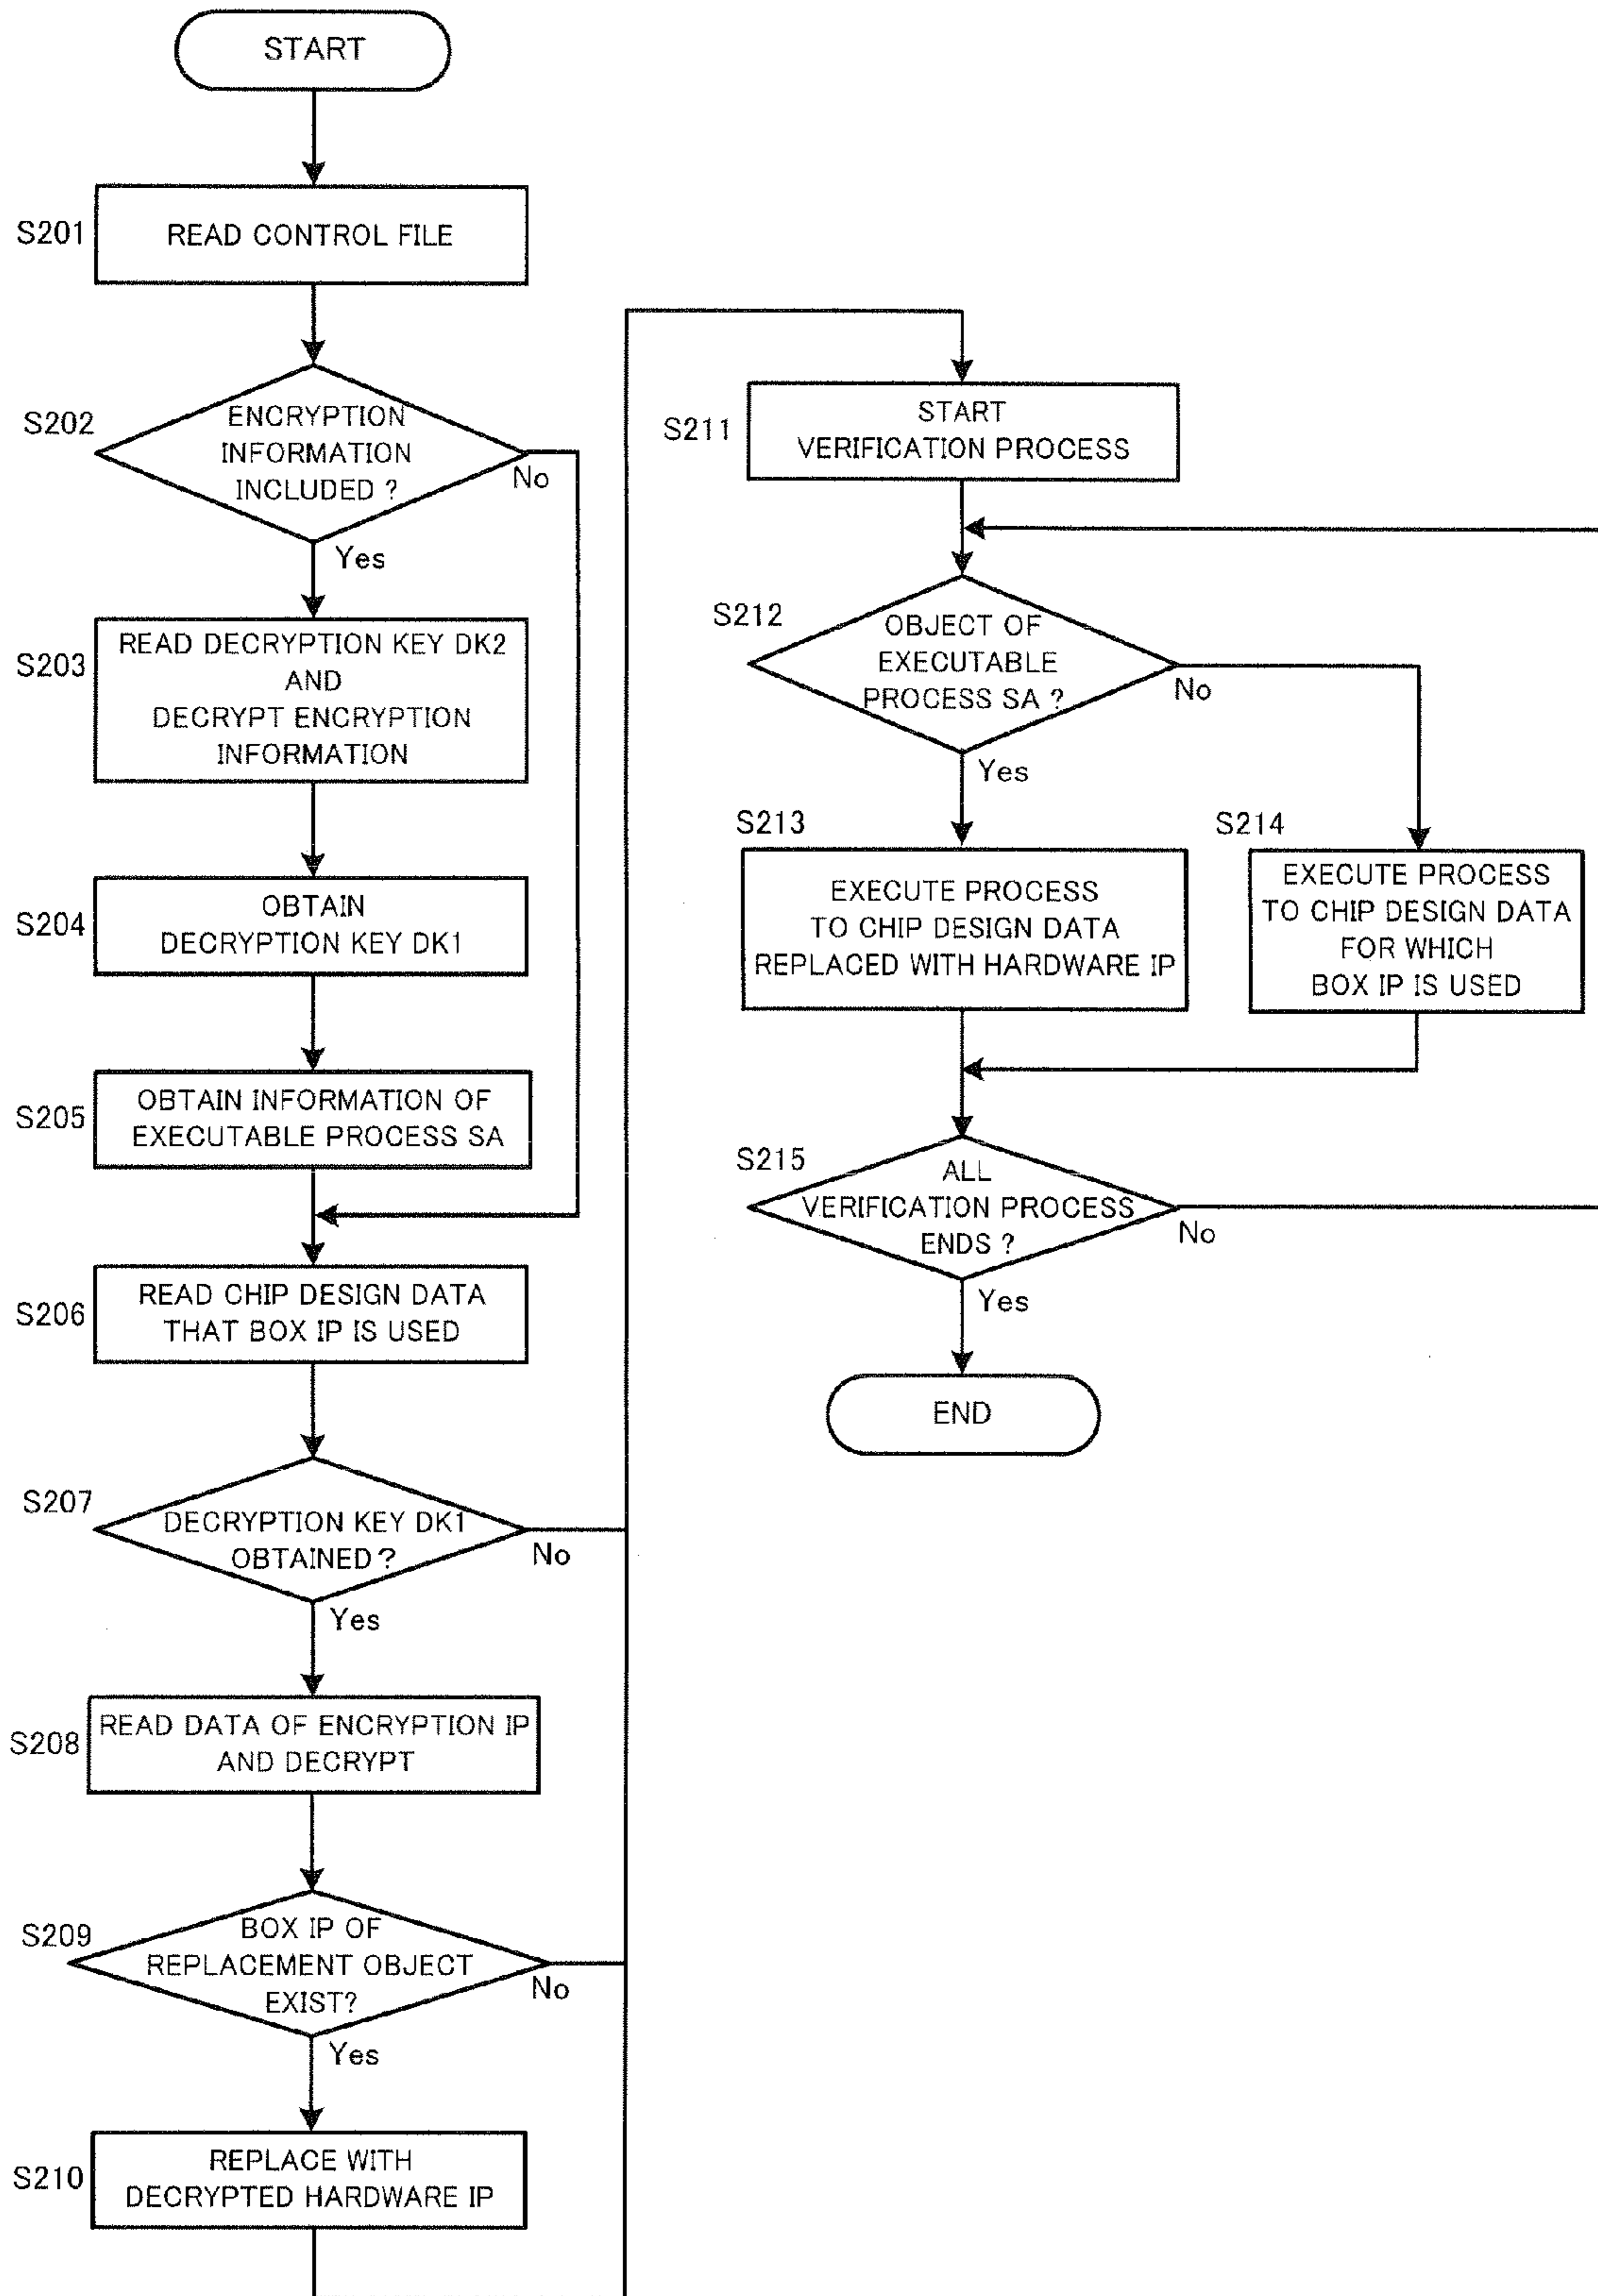 START
S201
READ CONTROL FILE
S202
ENCRYPTION
INFORMATION
INCLUDED ?
No
Yes
S203
READ DECRYPTION KEY DK2
AND
DECRYPT ENCRYPTION
INFORMATION
S204
OBTAIN
DECRYPTION KEY DK1
S205
OBTAIN INFORMATION OF
EXECUTABLE PROCESS SA
S206
READ CHIP DESIGN DATA
THAT BOX IP IS USED
S207
DECRYPTION KEY DK1
OBTAINED ?
No
Yes
S208
READ DATA OF ENCRYPTION IP
AND DECRYPT
S209
BOX IP OF
REPLACEMENT OBJECT
EXIST?
No
Yes
S210
REPLACE WITH
DECRYPTED HARDWARE IP
S211
START
VERIFICATION PROCESS
S212
OBJECT OF
EXECUTABLE
PROCESS SA ?
No
Yes
S213
EXECUTE PROCESS
TO CHIP DESIGN DATA
REPLACED WITH HARDWARE IP
S214
EXECUTE PROCESS
TO CHIP DESIGN DATA
FOR WHICH
BOX IP IS USED
S215
ALL
VERIFICATION PROCESS
ENDS ?
No
Yes
END